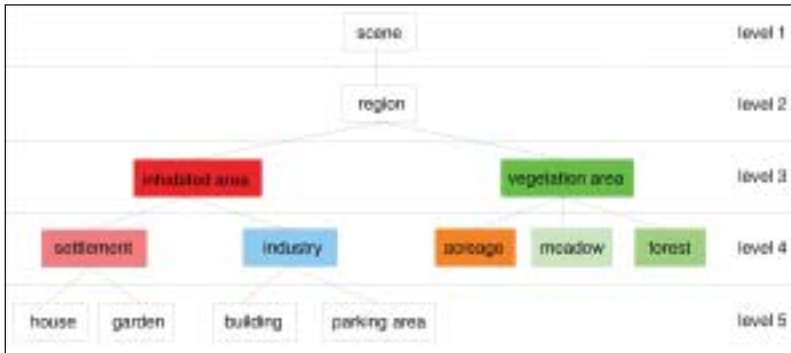 scene level 1
region level 2
inhabited area vegetation area level 3
settlement industry acreage meadow forest level 4
house garden building parking area level 5